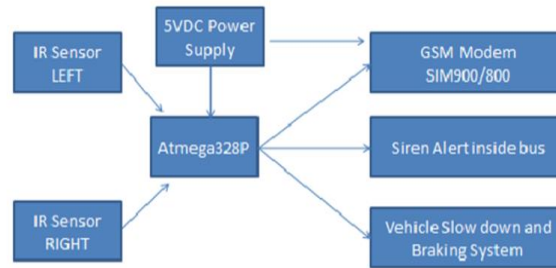 IR Sensor
LEFT
5VDC Power
Supply
GSM Modem
SIM900/800
Atmega328P
Siren Alert inside bus
IR Sensor
RIGHT
Vehicle Slow down and
Braking System